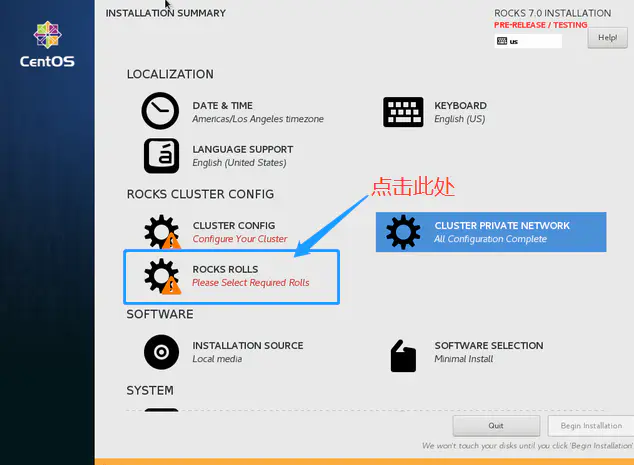 INSTALLATION SUMMARY
ROCKS 7.0 INSTALLATION
PRE-RELEASE / TESTING
us
Help!
CentOS
LOCALIZATION
DATE & TIME
Americas/Los Angeles timezone
KEYBOARD
English (US)
LANGUAGE SUPPORT
English (United States)
点击此处
ROCKS CLUSTER CONFIG
CLUSTER CONFIG
Configure Your Cluster
CLUSTER PRIVATE NETWORK
All Configuration Complete
ROCKS ROLLS
Please Select Required Rolls
SOFTWARE
INSTALLATION SOURCE
Local media
SOFTWARE SELECTION
Minimal Install
SYSTEM
Quit
Begin Installation
We won't touch your disks until you click 'Begin Installation'